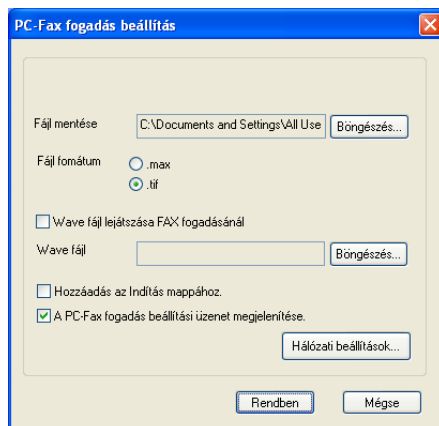 PC-Fax fogadás beállítás
Fájl mentése C:\Documents and Settings\All Use Böngészés...
Fájl fomátum .max
.tif
Wave fájl lejátszása FAX fogadásánál
Wave fájl Böngészés...
Hozzáadás az Indítás mappához.
A PC-Fax fogadás beállítási üzenet megjelenítése.
Hálózati beállítások...
Rendben Mégse